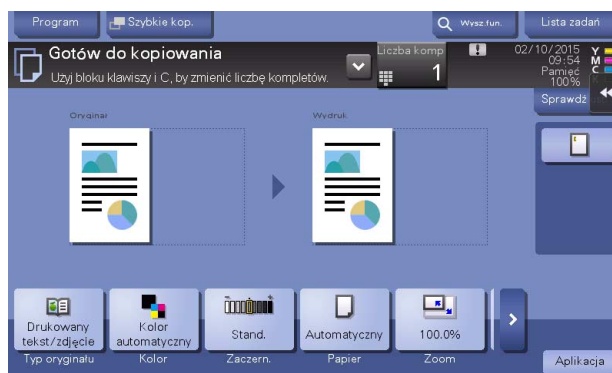 Program
Szybkie kop.
Wysz.fun.
Lista zadań
Gotów do kopiowania
Użyj bloku klawiszy i C, by zmienić liczbę kompletów.
Liczba komp
1
02/10/2015
09:54
Pamięć
100%
Y
M
C
Sprawdź
Oryginał
Wydruk
Drukowany
tekst/zdjęcie
Kolor
automatyczny
Stand.
Automatyczny
100.0%
Typ oryginału
Kolor
Zaczern.
Papier
Zoom
Aplikacja